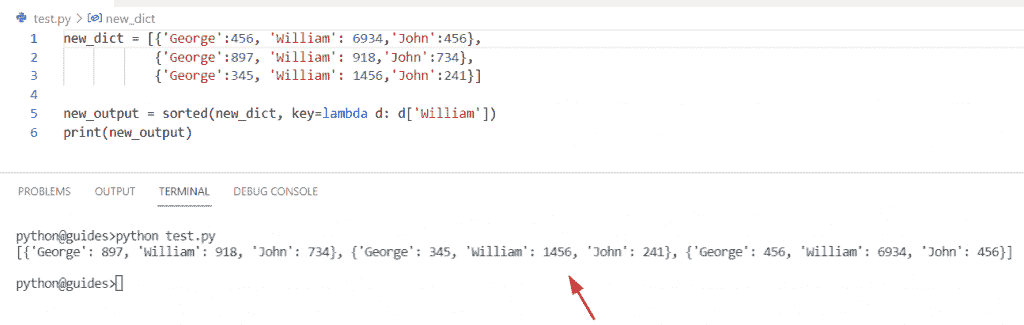 test.py > new_dict
1 new_dict = [{'George':456, 'William': 6934,'John':456},
2 {'George':897, 'William': 918,'John':734},
3 {'George':345, 'William': 1456,'John':241}]
4
5 new_output = sorted(new_dict, key=lambda d: d['William'])
6 print(new_output)
PROBLEMS OUTPUT TERMINAL DEBUG CONSOLE
python@guides>python test.py
[{'George': 897, 'William': 918, 'John': 734}, {'George': 345, 'William': 1456, 'John': 241}, {'George': 456, 'William': 6934, 'John': 456}]
python@guides>